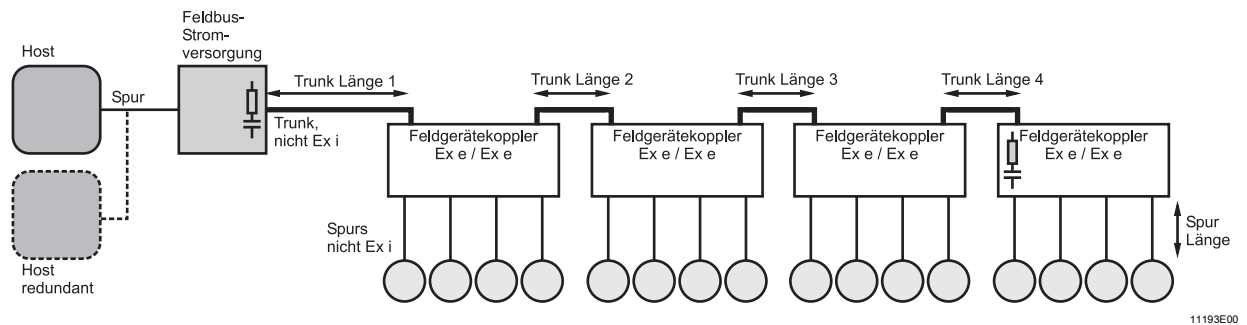 Host
Feldbus-
Strom-
versorgung
Spur
Trunk,
nicht Ex i
Trunk Länge 1
Trunk Länge 2
Trunk Länge 3
Trunk Länge 4
Feldgerätekoppler
Ex e / Ex e
Feldgerätekoppler
Ex e / Ex e
Feldgerätekoppler
Ex e / Ex e
Feldgerätekoppler
Ex e / Ex e
Host
redundant
Spurs
nicht Ex i
Spur
Länge
11193E00